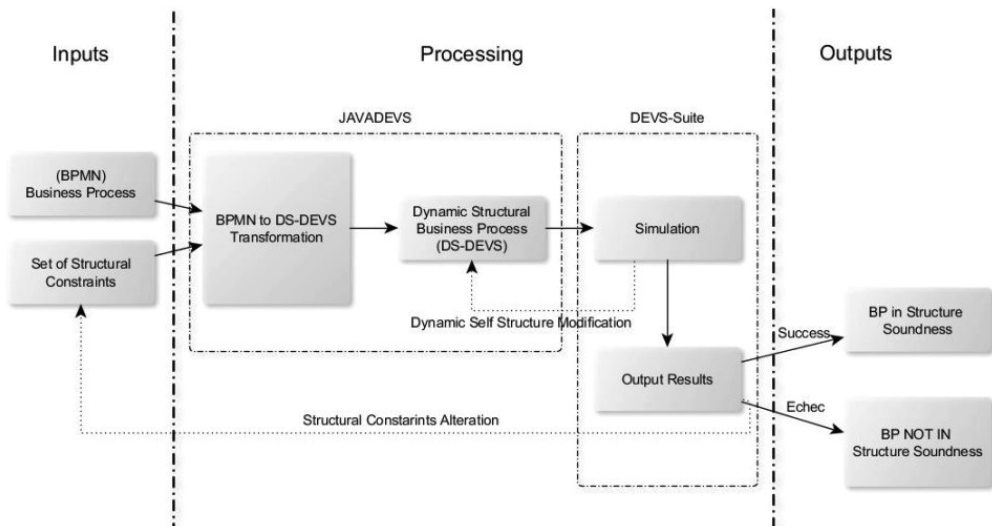 Inputs
Processing
Outputs
JAVADEVS
DEVS-Suite
(BPMN)
Business Process
Set of Structural
Constraints
BPMN to DS-DEVS
Transformation
Dynamic Structural
Business Process
(DS-DEVS)
Simulation
Dynamic Self Structure Modification
Output Results
Success
BP in Structure
Soundness
Echec
BP NOT IN
Structure Soundness
Structural Constarints Alteration